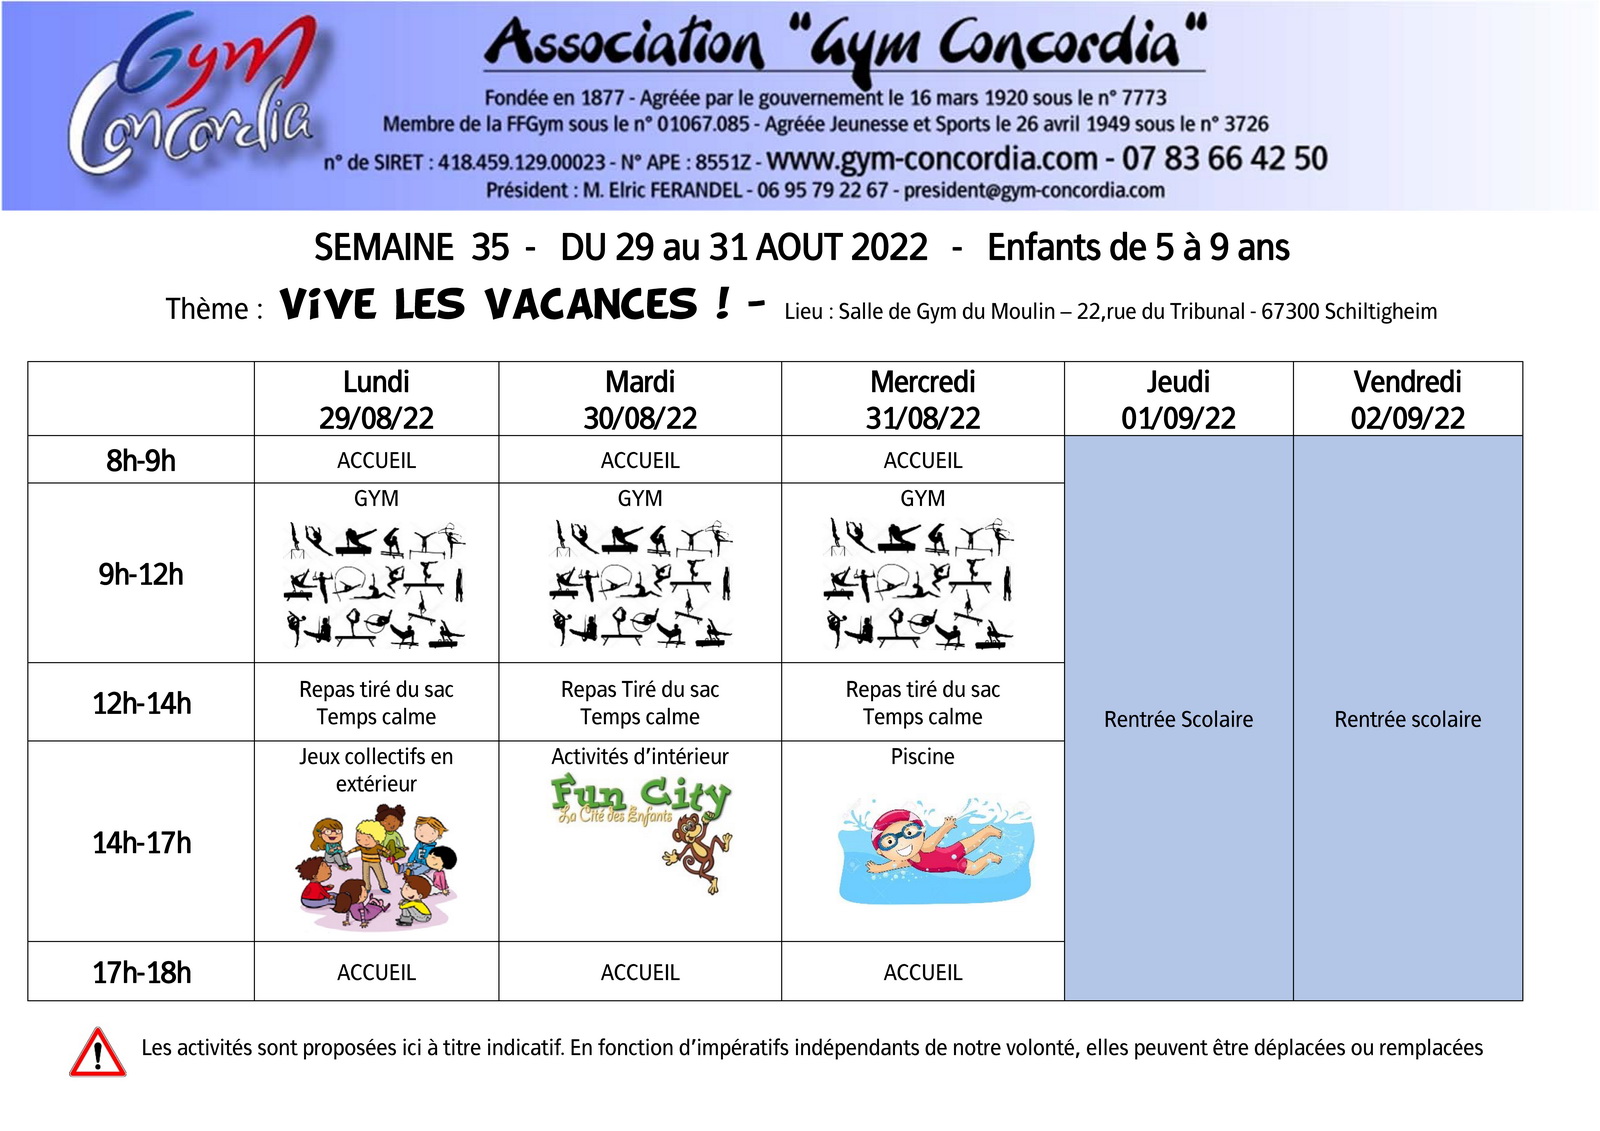 Gym Concordia
Association "Gym Concordia"
Fondée en 1877 - Agréée par le gouvernement le 16 mars 1920 sous le n° 7773
Membre de la FFGym sous le n° 01067.085 - Agréée Jeunesse et Sports le 26 avril 1949 sous le n° 3726
n° de SIRET : 418.459.129.00023 - N° APE : 8551Z - www.gym-concordia.com - 07 83 66 42 50
Président : M. Elric FERANDEL - 06 95 79 22 67 - president@gym-concordia.com
SEMAINE 35 - DU 29 au 31 AOUT 2022 - Enfants de 5 à 9 ans
Thème : VIVE LES VACANCES ! - Lieu : Salle de Gym du Moulin – 22,rue du Tribunal - 67300 Schiltigheim
Lundi Mardi Mercredi Jeudi Vendredi
29/08/22 30/08/22 31/08/22 01/09/22 02/09/22
8h-9h ACCUEIL ACCUEIL ACCUEIL
GYM GYM GYM
9h-12h
12h-14h
Repas tiré du sac Repas Tiré du sac Repas tiré du sac
Temps calme Temps calme Temps calme
Rentrée Scolaire Rentrée scolaire
14h-17h
Jeux collectifs en extérieur
Activités d'intérieur
Fun City
La Cité des Enfants
Piscine
17h-18h ACCUEIL ACCUEIL ACCUEIL
Les activités sont proposées ici à titre indicatif. En fonction d'impératifs indépendants de notre volonté, elles peuvent être déplacées ou remplacées